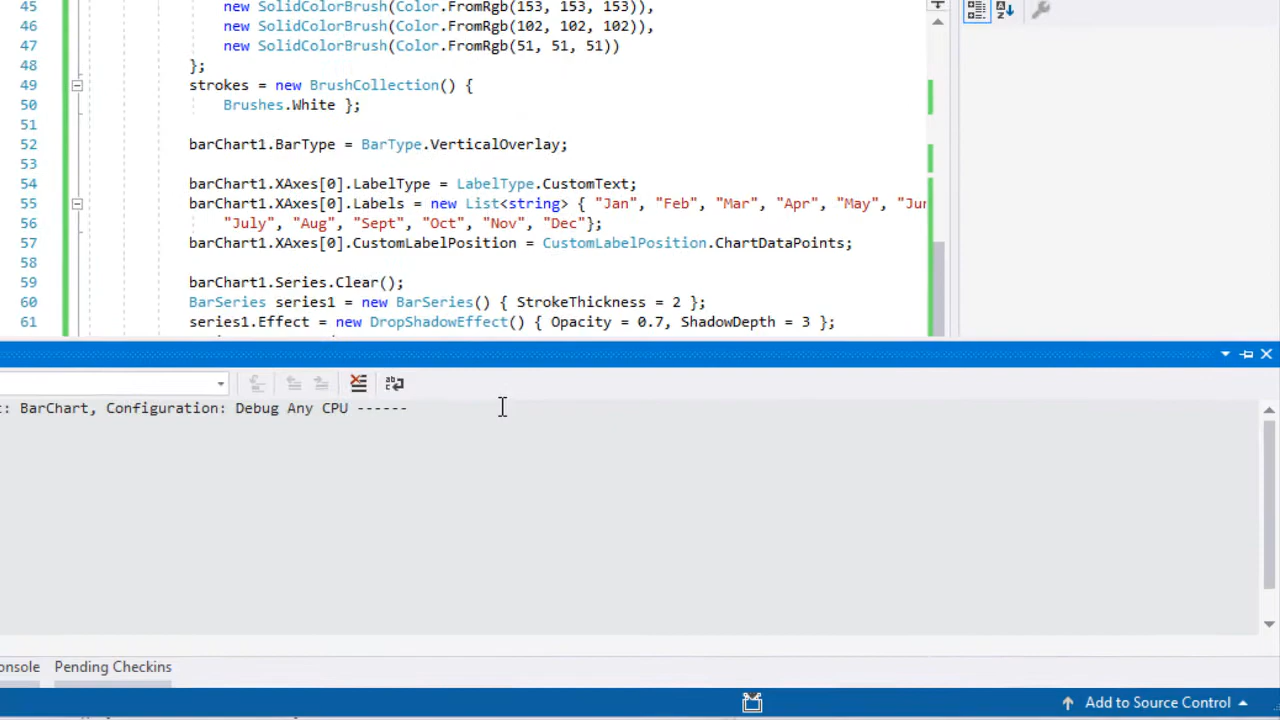 45 new SolidColorBrush(Color.FromRgb(153, 153, 153)),
46 new SolidColorBrush(Color.FromRgb(102, 102, 102)),
47 new SolidColorBrush(Color.FromRgb(51, 51, 51))
48 };
49 strokes = new BrushCollection() {
50 Brushes.White };
51
52 barChart1.BarType = BarType.VerticalOverlay;
53
54 barChart1.XAxes[0].LabelType = LabelType.CustomText;
55 barChart1.XAxes[0].Labels = new List<string> { "Jan", "Feb", "Mar", "Apr", "May", "Jun
56 "July", "Aug", "Sept", "Oct", "Nov", "Dec"};
57 barChart1.XAxes[0].CustomLabelPosition = CustomLabelPosition.ChartDataPoints;
58
59 barChart1.Series.Clear();
60 BarSeries series1 = new BarSeries() { StrokeThickness = 2 };
61 series1.Effect = new DropShadowEffect() { Opacity = 0.7, ShadowDepth = 3 };
t: BarChart, Configuration: Debug Any CPU ------
onsole Pending Checkins
Add to Source Control